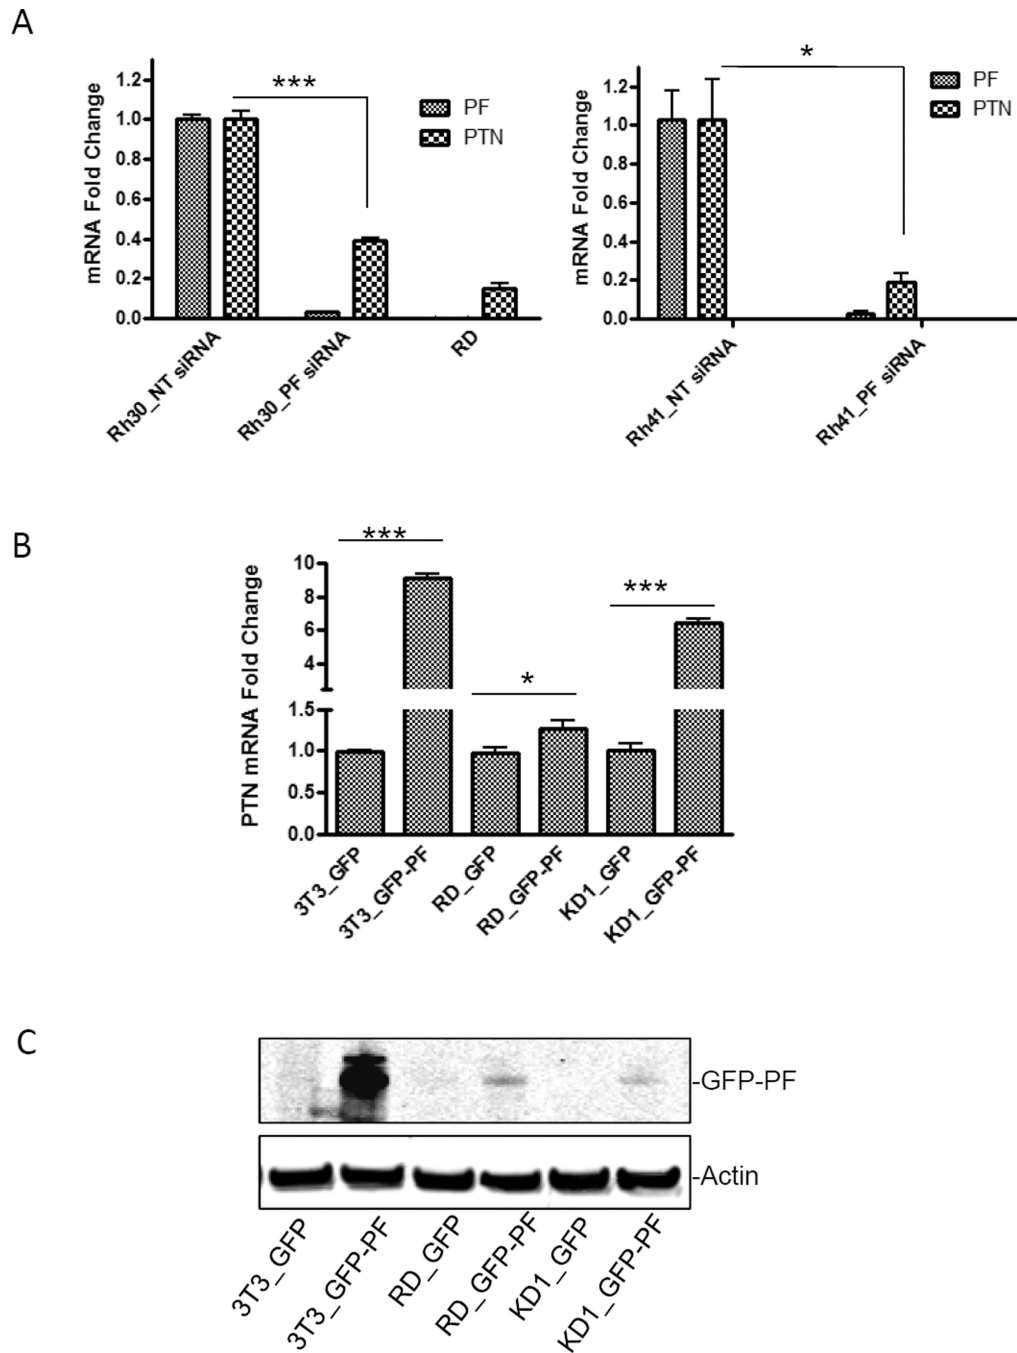 A
mRNA Fold Change
1.2
1.0
0.8
0.6
0.4
0.2
0.0
***
PF
PTN
Rh30_NT siRNA
Rh30_PF siRNA
RD
mRNA Fold Change
1.2
1.0
0.8
0.6
0.4
0.2
0.0
*
PF
PTN
Rh41_NT siRNA
Rh41_PF siRNA
B
PTN mRNA Fold Change
10
8
6
4
1.5
1.0
0.5
0.0
***
*
***
3T3_GFP
3T3_GFP-PF
RD_GFP
RD_GFP-PF
KD1_GFP
KD1_GFP-PF
C
-GFP-PF
-Actin
3T3_GFP
3T3_GFP-PF
RD_GFP
RD_GFP-PF
KD1_GFP
KD1_GFP-PF